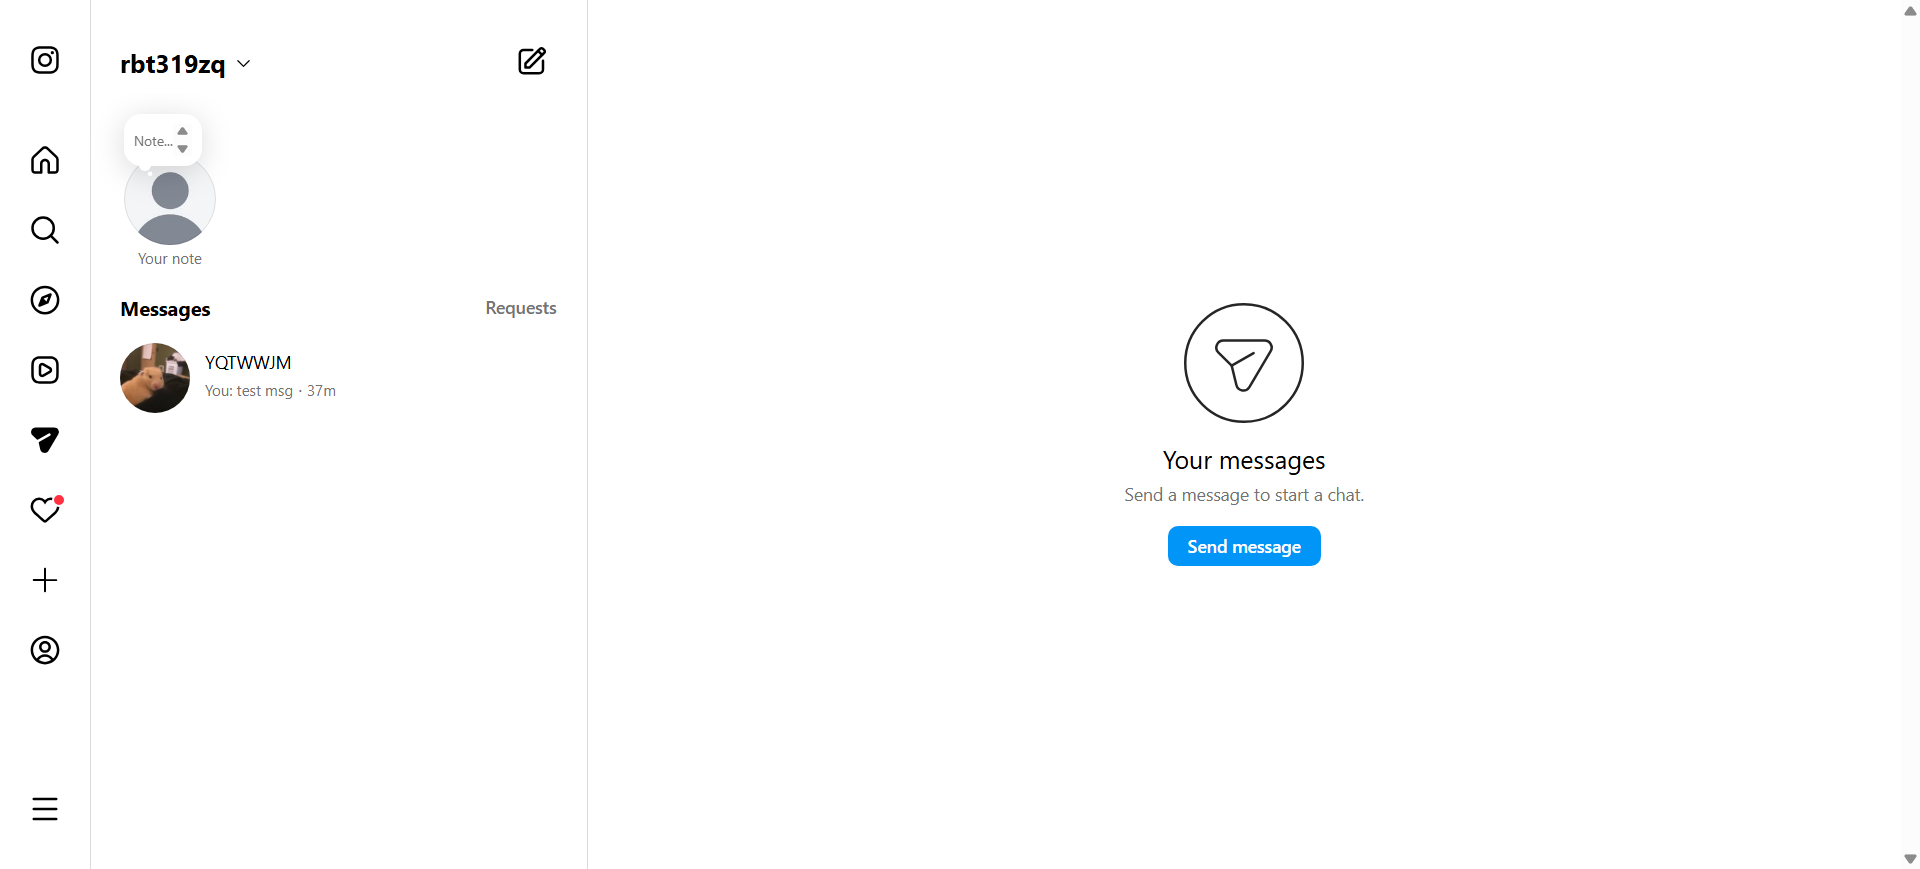 rbt319zq
Note...
Your note
Messages
Requests
YQTWWJM
You: test msg · 37m
Your messages
Send a message to start a chat.
Send message